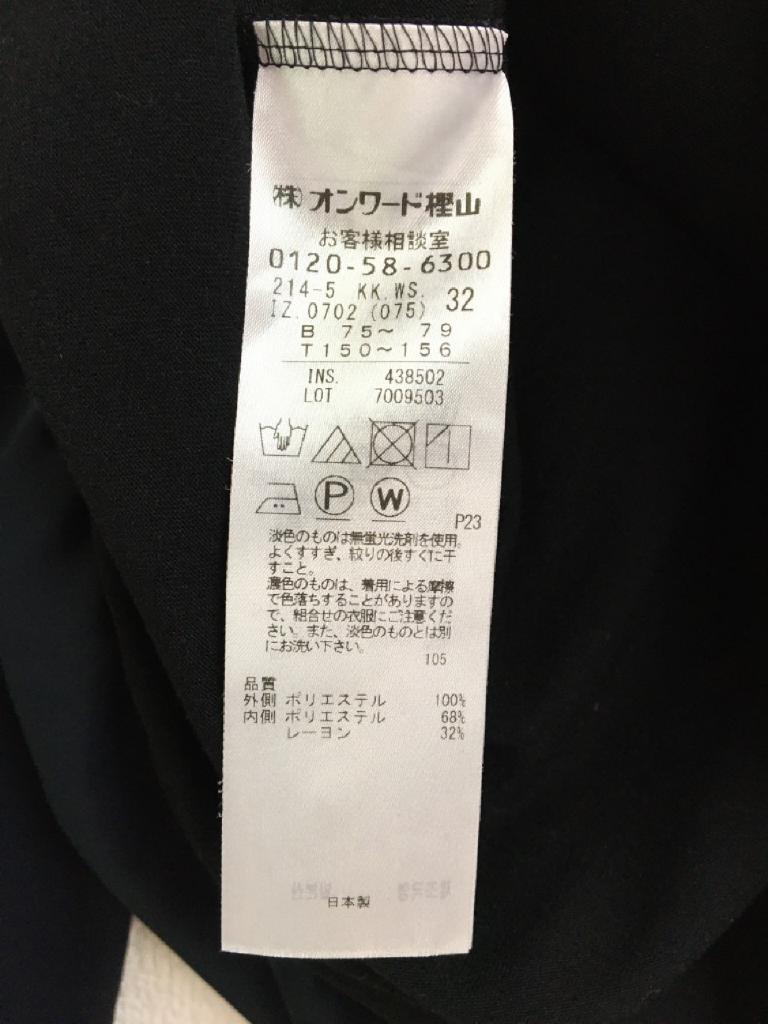 ㈱オンワード樫山
お客様相談室
0120-58-6300
214-5 KK.WS. 32
IZ.0702 (075)
B 75～ 79
T150～156
INS. 438502
LOT 7009503
P
W
P23
淡色のものは無蛍光洗剤を使用。
よくすすぎ、絞りの後すぐに干
すこと。
濃色のものは、着用による摩擦
で色落ちすることがありますの
で、組合せの衣服にご注意くだ
さい。また、淡色のものとは別
にお洗い下さい。
105
品質
外側 ポリエステル 100%
内側 ポリエステル 68%
レーヨン 32%
日本製